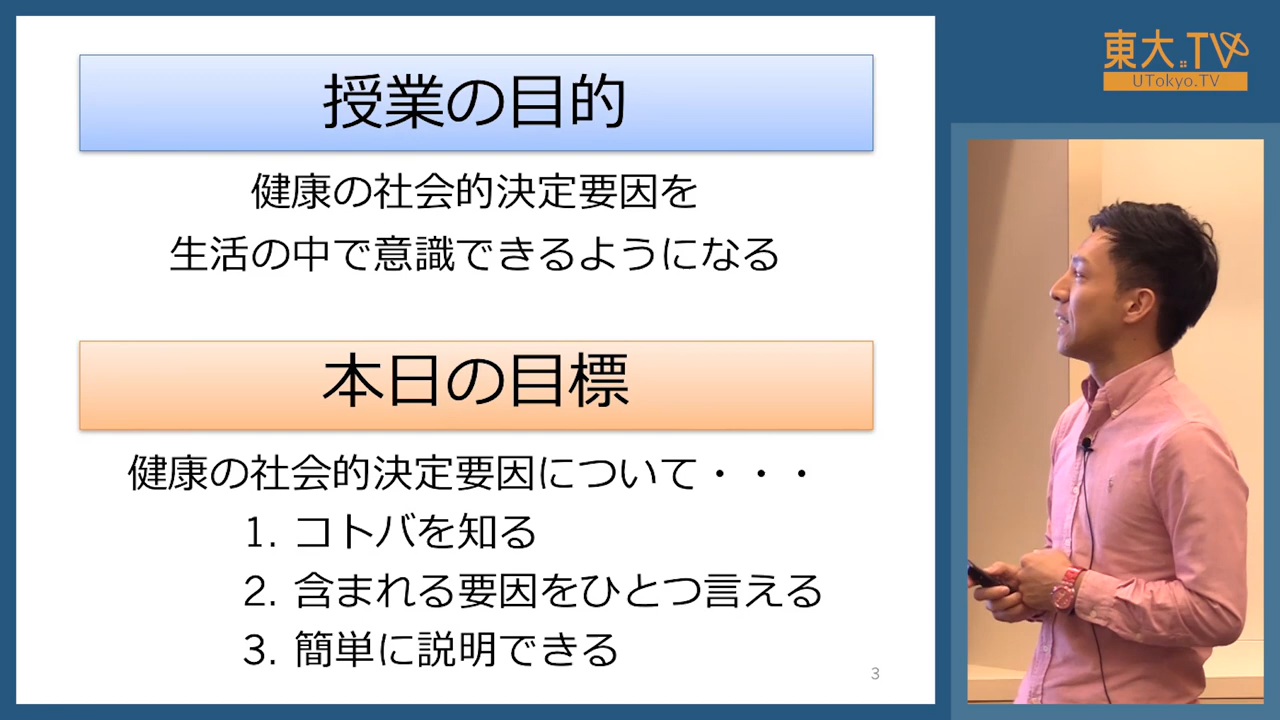 授業の目的
健康の社会的決定要因を
生活の中で意識できるようになる
本日の目標
健康の社会的決定要因について・・・
1. コトバを知る
2. 含まれる要因をひとつ言える
3. 簡単に説明できる
3
東大.TV
UTokyo.TV